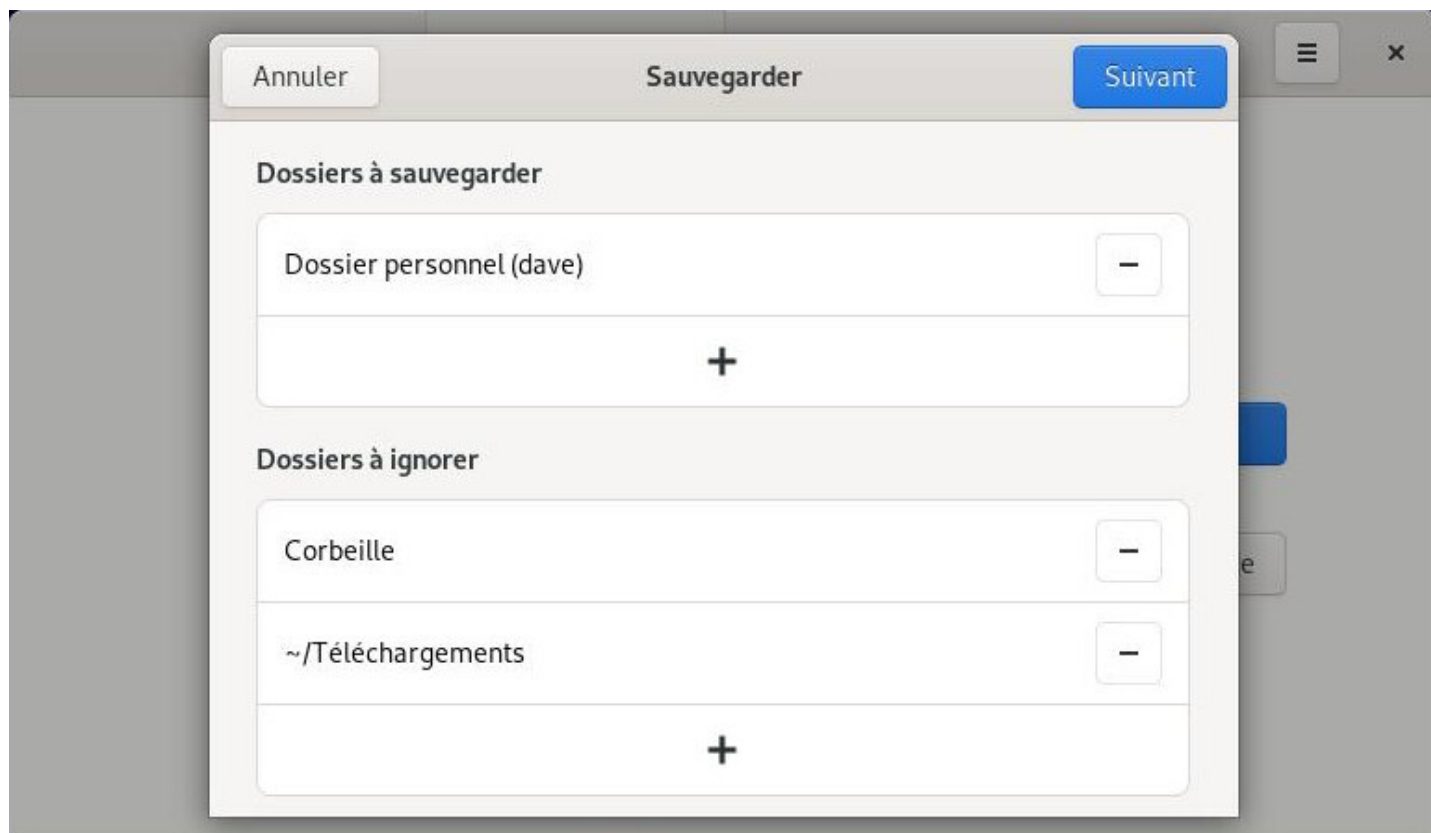 Annuler
Sauvegarder
Suivant
Dossiers à sauvegarder
Dossier personnel (dave)
Dossiers à ignorer
Corbeille
e
~/Téléchargements